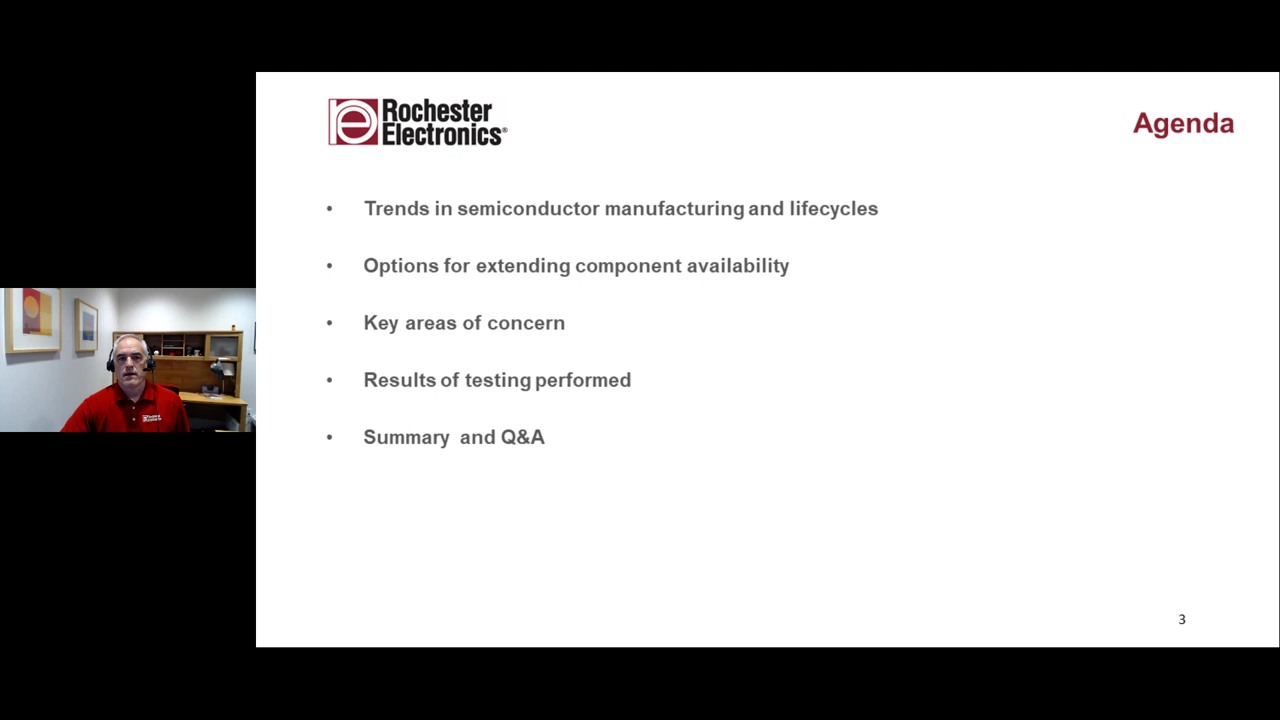 Rochester
Electronics®
Agenda
• Trends in semiconductor manufacturing and lifecycles
• Options for extending component availability
• Key areas of concern
• Results of testing performed
• Summary and Q&A
3